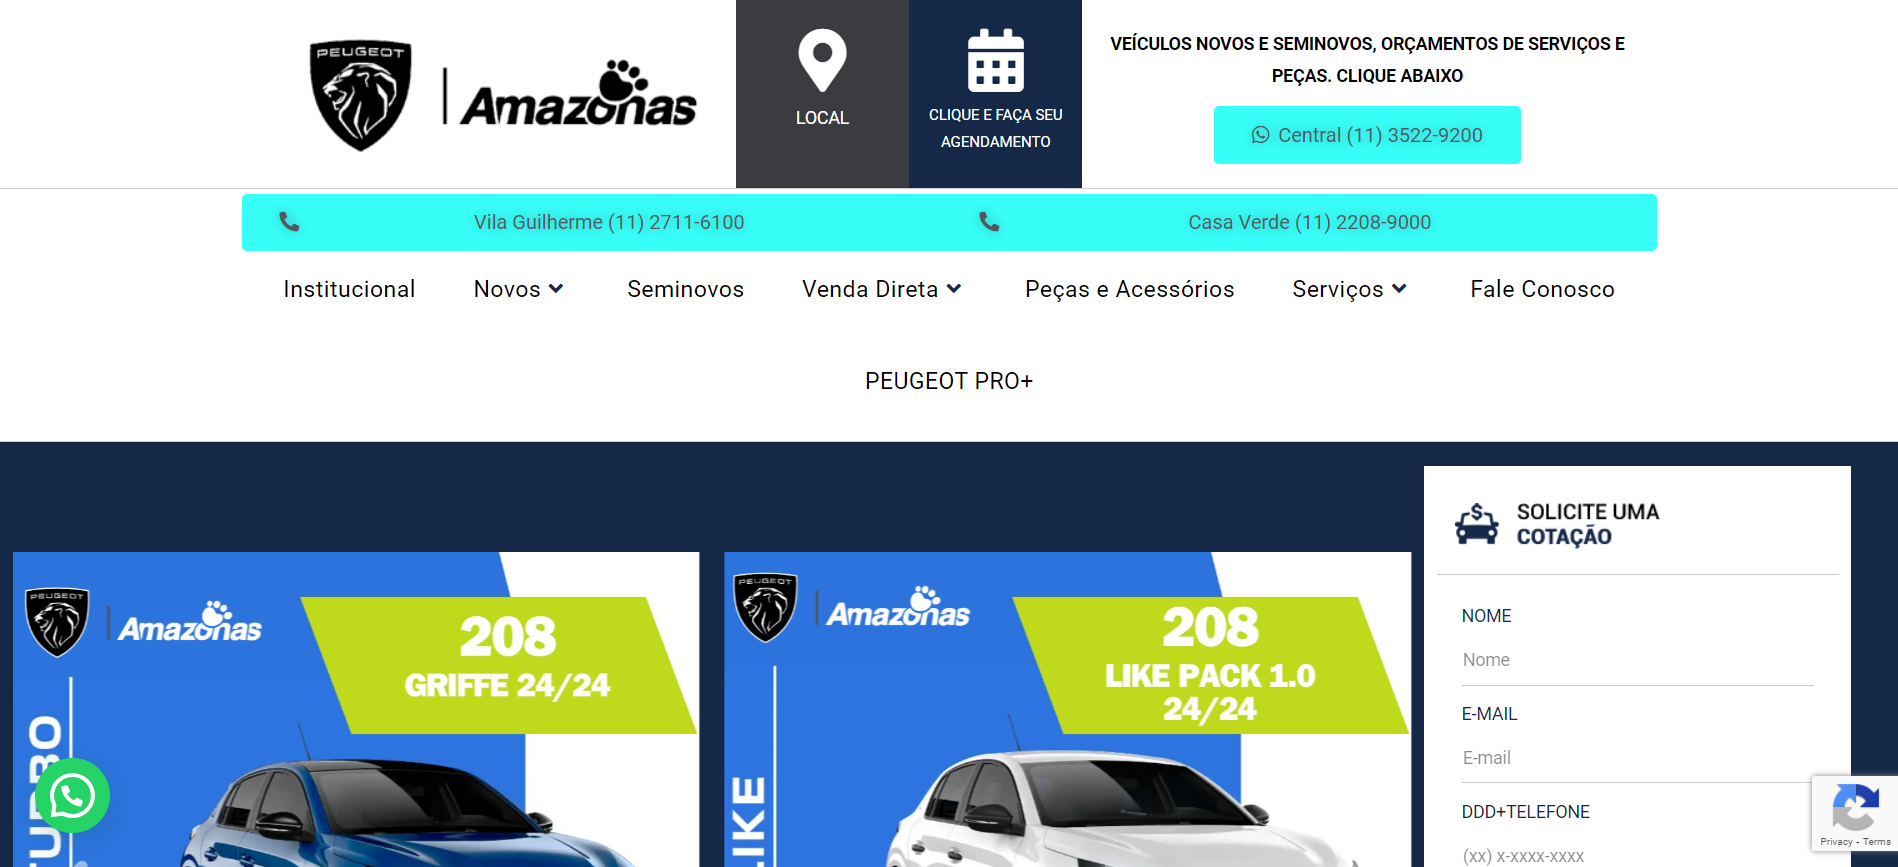 PEUGEOT
Amazonas
LOCAL
CLIQUE E FAÇA SEU
AGENDAMENTO
VEÍCULOS NOVOS E SEMINOVOS, ORÇAMENTOS DE SERVIÇOS E
PEÇAS. CLIQUE ABAIXO
Central (11) 3522-9200
Vila Guilherme (11) 2711-6100
Casa Verde (11) 2208-9000
Institucional
Novos
Seminovos
Venda Direta
Peças e Acessórios
Serviços
Fale Conosco
PEUGEOT PRO+
PEUGEOT
Amazonas
208
GRIFFE 24/24
TURBO
PEUGEOT
Amazonas
208
LIKE PACK 1.0
24/24
LIKE
SOLICITE UMA
COTAÇÃO
NOME
Nome
E-MAIL
E-mail
DDD+TELEFONE
(xx) x-xxxx-xxxx
Privacy - Terms